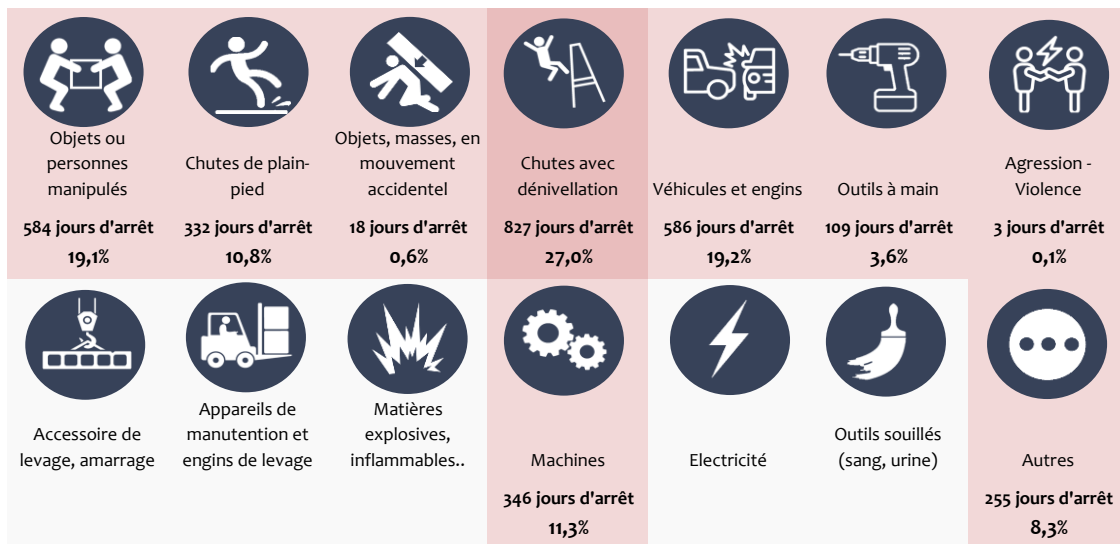 Objets ou
personnes
manipulés
584 jours d'arrêt
19,1%
Chutes de plain-
pied
332 jours d'arrêt
10,8%
Objets, masses, en
mouvement
accidentel
18 jours d'arrêt
0,6%
Chutes avec
dénivellation
827 jours d'arrêt
27,0%
Véhicules et engins
586 jours d'arrêt
19,2%
Outils à main
109 jours d'arrêt
3,6%
Agression -
Violence
3 jours d'arrêt
0,1%
Accessoire de
levage, amarrage
Appareils de
manutention et
engins de levage
Matières
explosives,
inflammables..
Machines
346 jours d'arrêt
11,3%
Electricité
Outils souillés
(sang, urine)
Autres
255 jours d'arrêt
8,3%